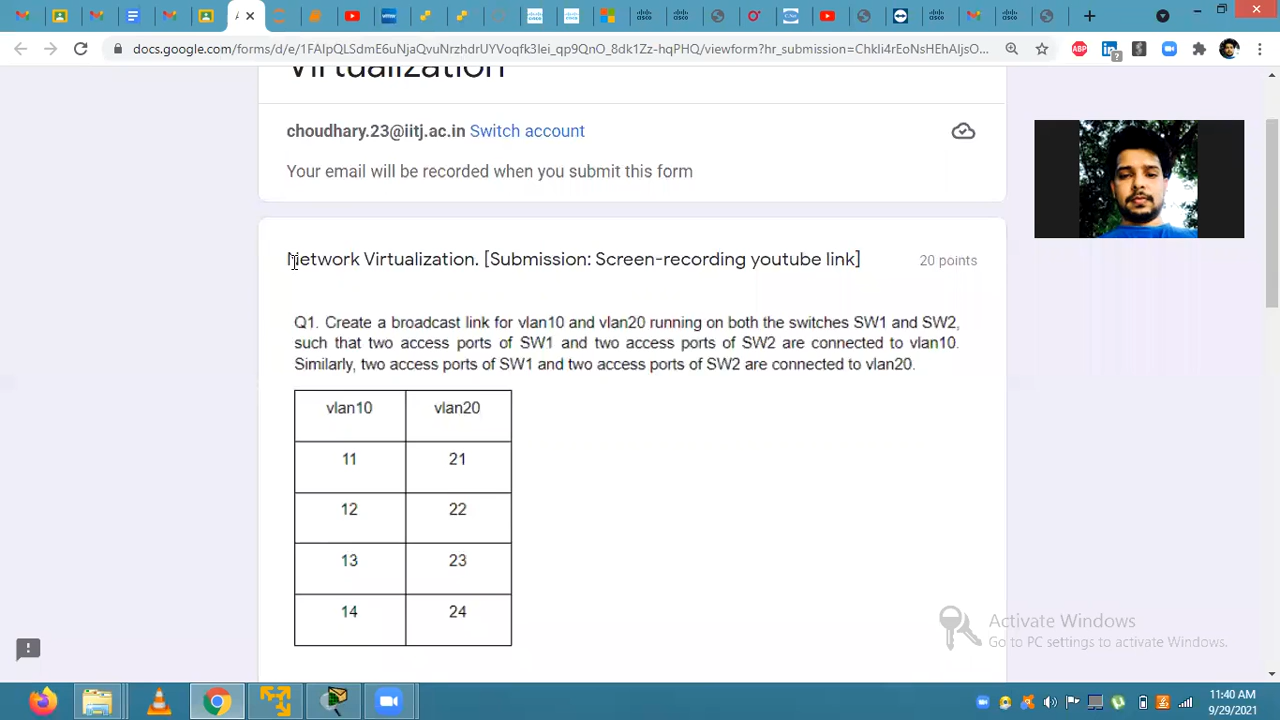 docs.google.com/forms/d/e/1FAIpQLSdmE6uNjaQvuNrzhdrUYVoqfk3lei_qp9QnO_8dk1Zz-hqPHQ/viewform?hr_submission=Chkli4rEoNsHEhAljsO...
Virtualization
choudhary.23@iitj.ac.in Switch account
Your email will be recorded when you submit this form
Network Virtualization. [Submission: Screen-recording youtube link]
20 points
Q1. Create a broadcast link for vlan10 and vlan20 running on both the switches SW1 and SW2,
such that two access ports of SW1 and two access ports of SW2 are connected to vlan10.
Similarly, two access ports of SW1 and two access ports of SW2 are connected to vlan20.
vlan10 vlan20
11 21
12 22
13 23
14 24
Activate Windows
Go to PC settings to activate Windows.
11:40 AM
9/29/2021